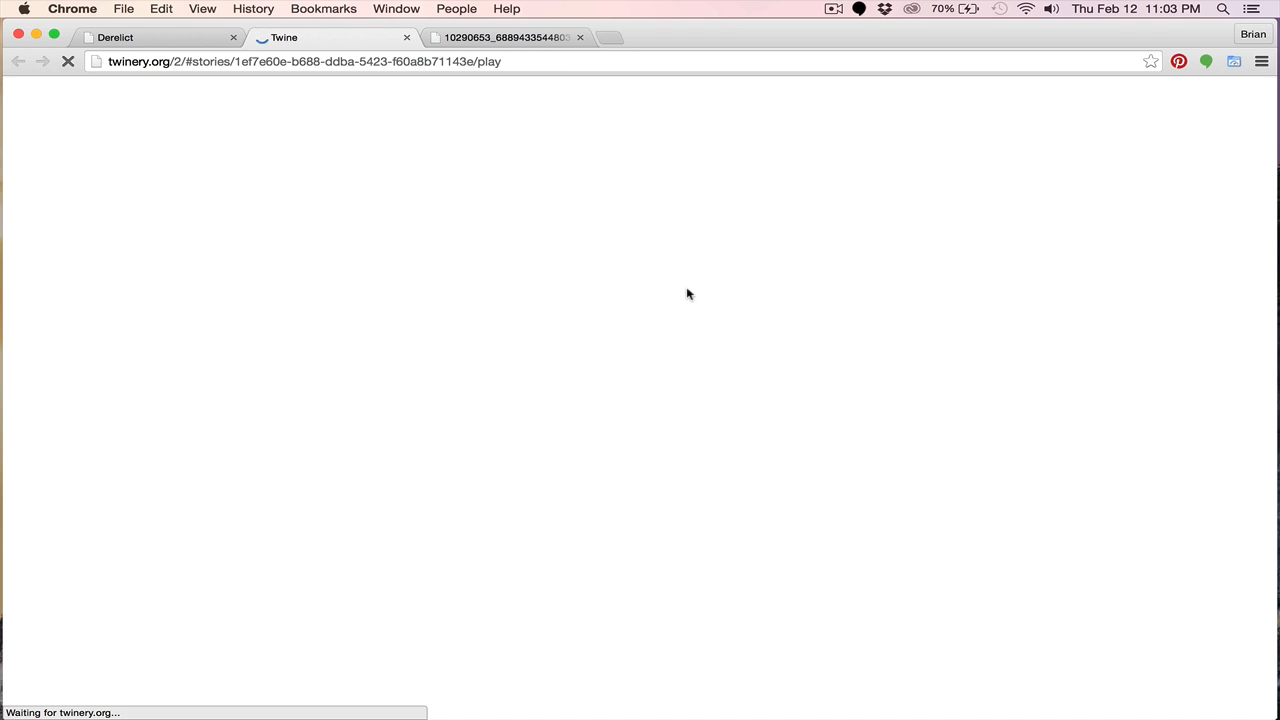 Chrome File Edit View History Bookmarks Window People Help 70% Thu Feb 12 11:03 PM
Derelict Twine 10290653_6889433544803 Brian
twinery.org/2/#stories/1ef7e60e-b688-ddba-5423-f60a8b71143e/play
Waiting for twinery.org...